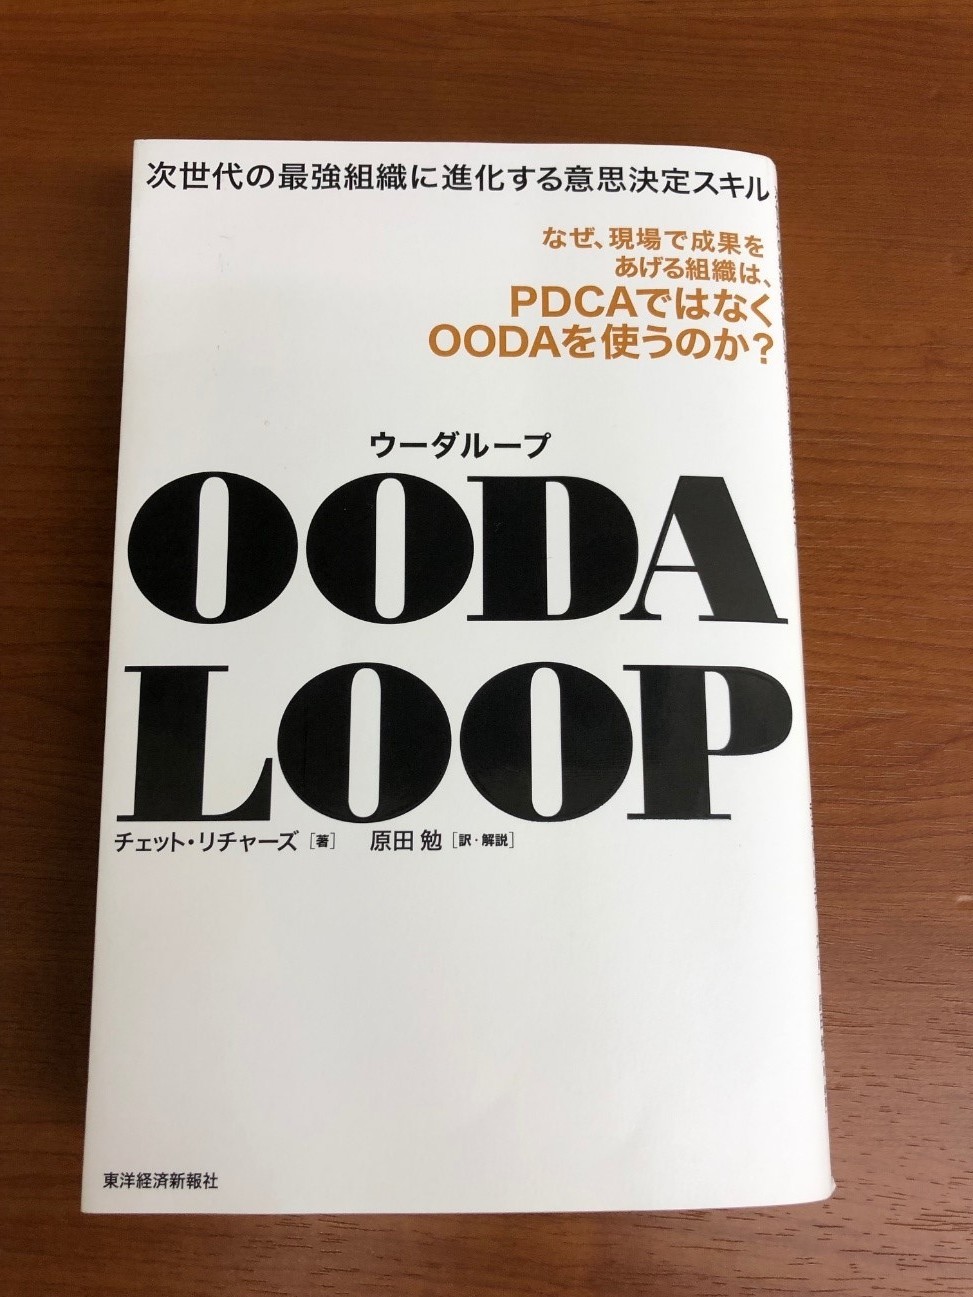 次世代の最強組織に進化する意思決定スキル
なぜ、現場で成果を
あげる組織は、
PDCAではなく
OODAを使うのか?
ウーダループ
OODA
LOOP
チェット・リチャーズ [著] 原田 勉 [訳・解説]
東洋経済新報社